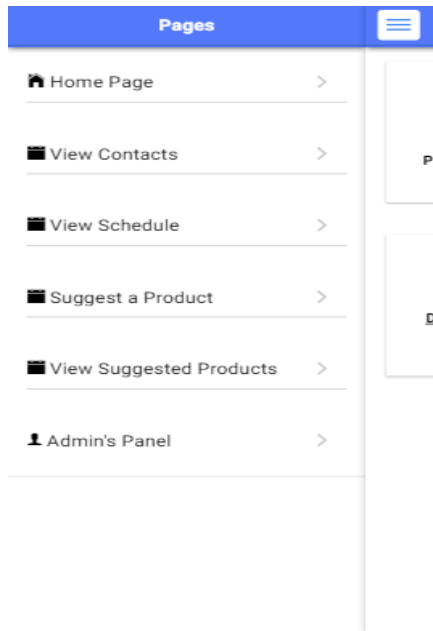 Pages
Home Page
View Contacts
View Schedule
Suggest a Product
View Suggested Products
Admin's Panel
P
D